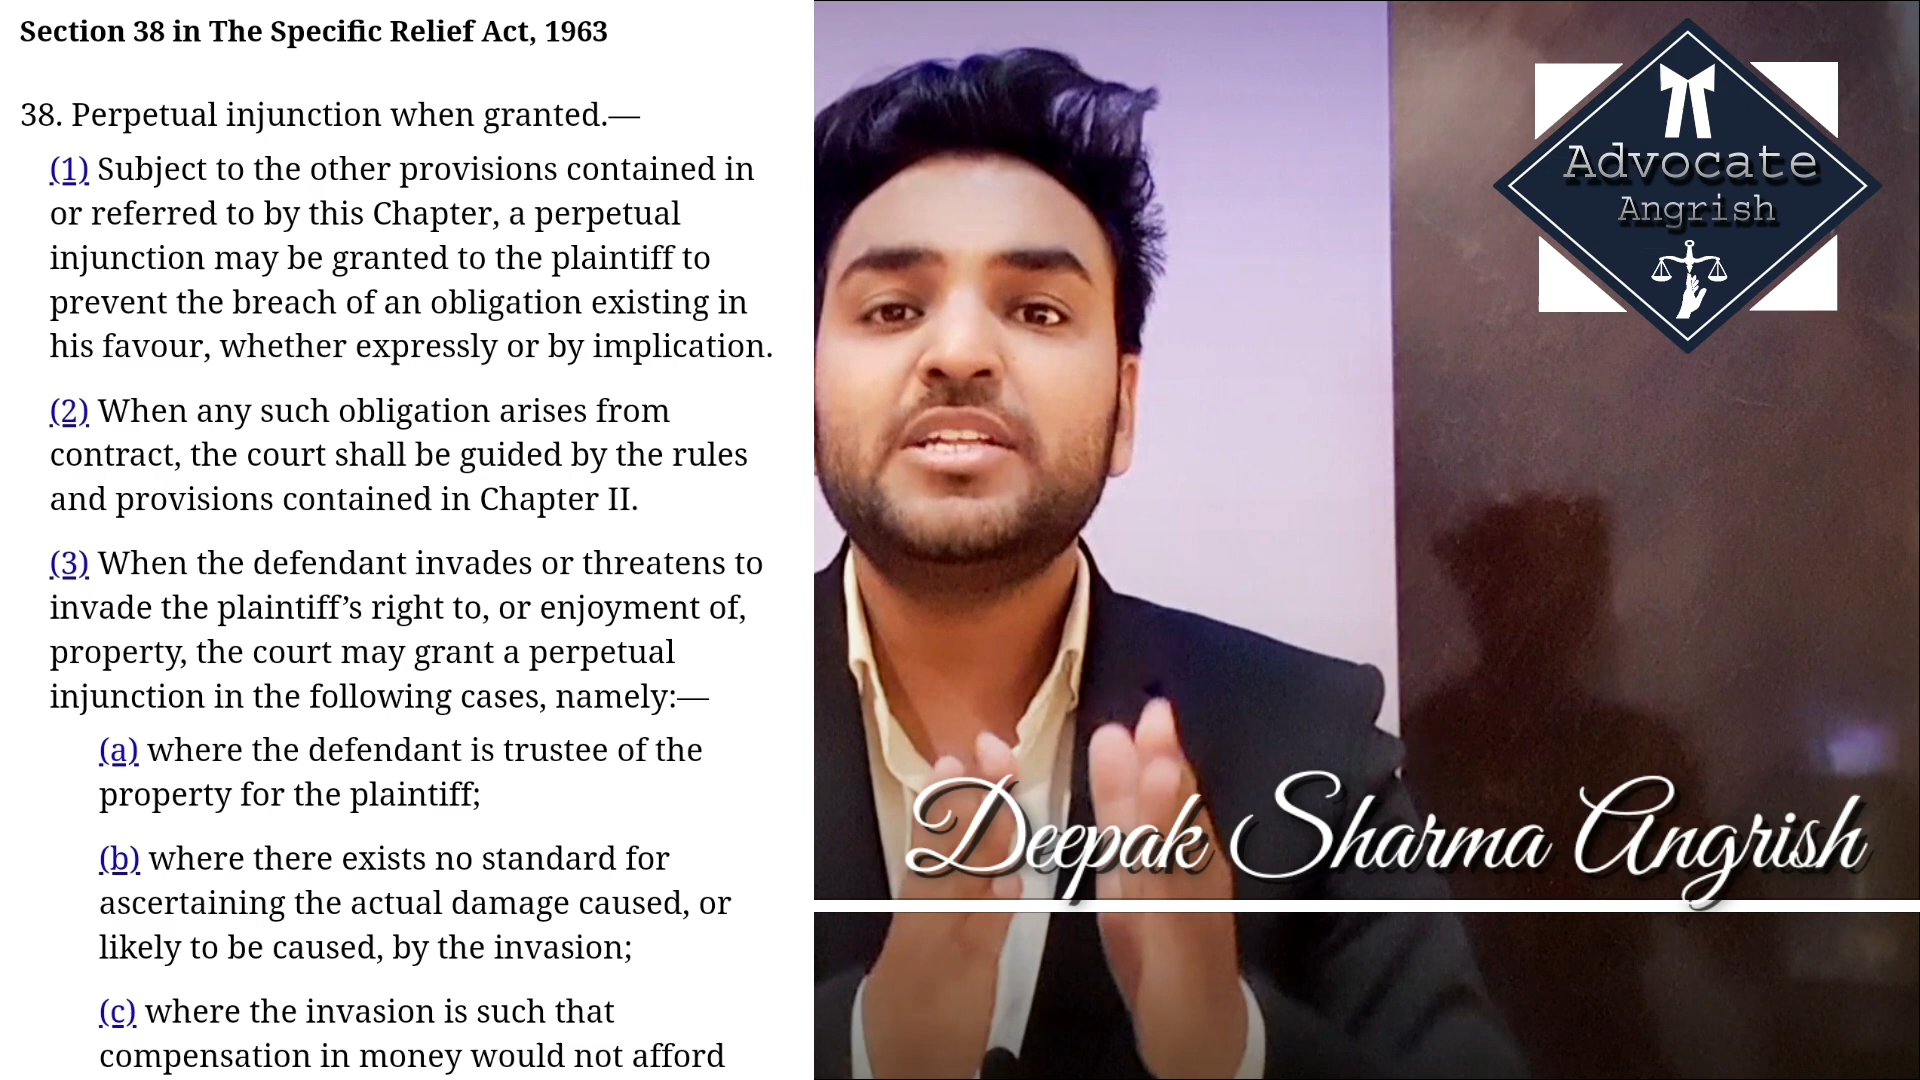 Section 38 in The Specific Relief Act, 1963
38. Perpetual injunction when granted.—
(1) Subject to the other provisions contained in
or referred to by this Chapter, a perpetual
injunction may be granted to the plaintiff to
prevent the breach of an obligation existing in
his favour, whether expressly or by implication.
(2) When any such obligation arises from
contract, the court shall be guided by the rules
and provisions contained in Chapter II.
(3) When the defendant invades or threatens to
invade the plaintiff’s right to, or enjoyment of,
property, the court may grant a perpetual
injunction in the following cases, namely:—
(a) where the defendant is trustee of the
property for the plaintiff;
(b) where there exists no standard for
ascertaining the actual damage caused, or
likely to be caused, by the invasion;
(c) where the invasion is such that
compensation in money would not afford
Advocate
Angrish
Deepak Sharma Angrish